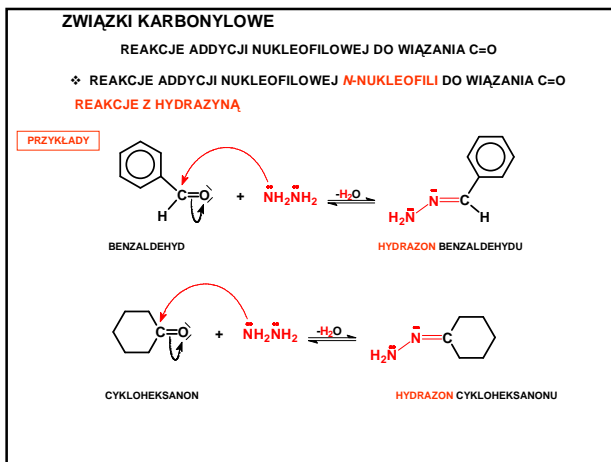 ZWIĄZKI KARBONYLOWE
REAKCJE ADDYCJI NUKLEOFILOWEJ DO WIĄZANIA C=O
❖ REAKCJE ADDYCJI NUKLEOFILOWEJ N-NUKLEOFILI DO WIĄZANIA C=O
REAKCJE Z HYDRAZYNĄ
PRZYKŁADY
C=O
H
+
NH2NH2
-H2O
H2N
N
C
H
BENZALDEHYD
HYDRAZON BENZALDEHYDU
C=O
+
NH2NH2
-H2O
H2N
N
C
CYKLOHEKSANON
HYDRAZON CYKLOHEKSANONU